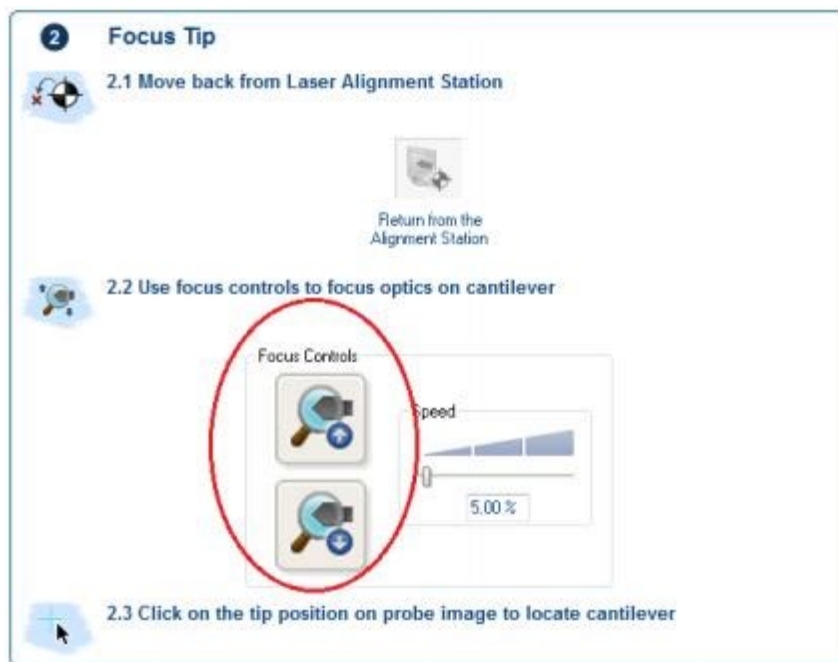 2 Focus Tip
2.1 Move back from Laser Alignment Station
Return from the
Alignment Station
2.2 Use focus controls to focus optics on cantilever
Focus Controls
Speed
5.00 %
2.3 Click on the tip position on probe image to locate cantilever